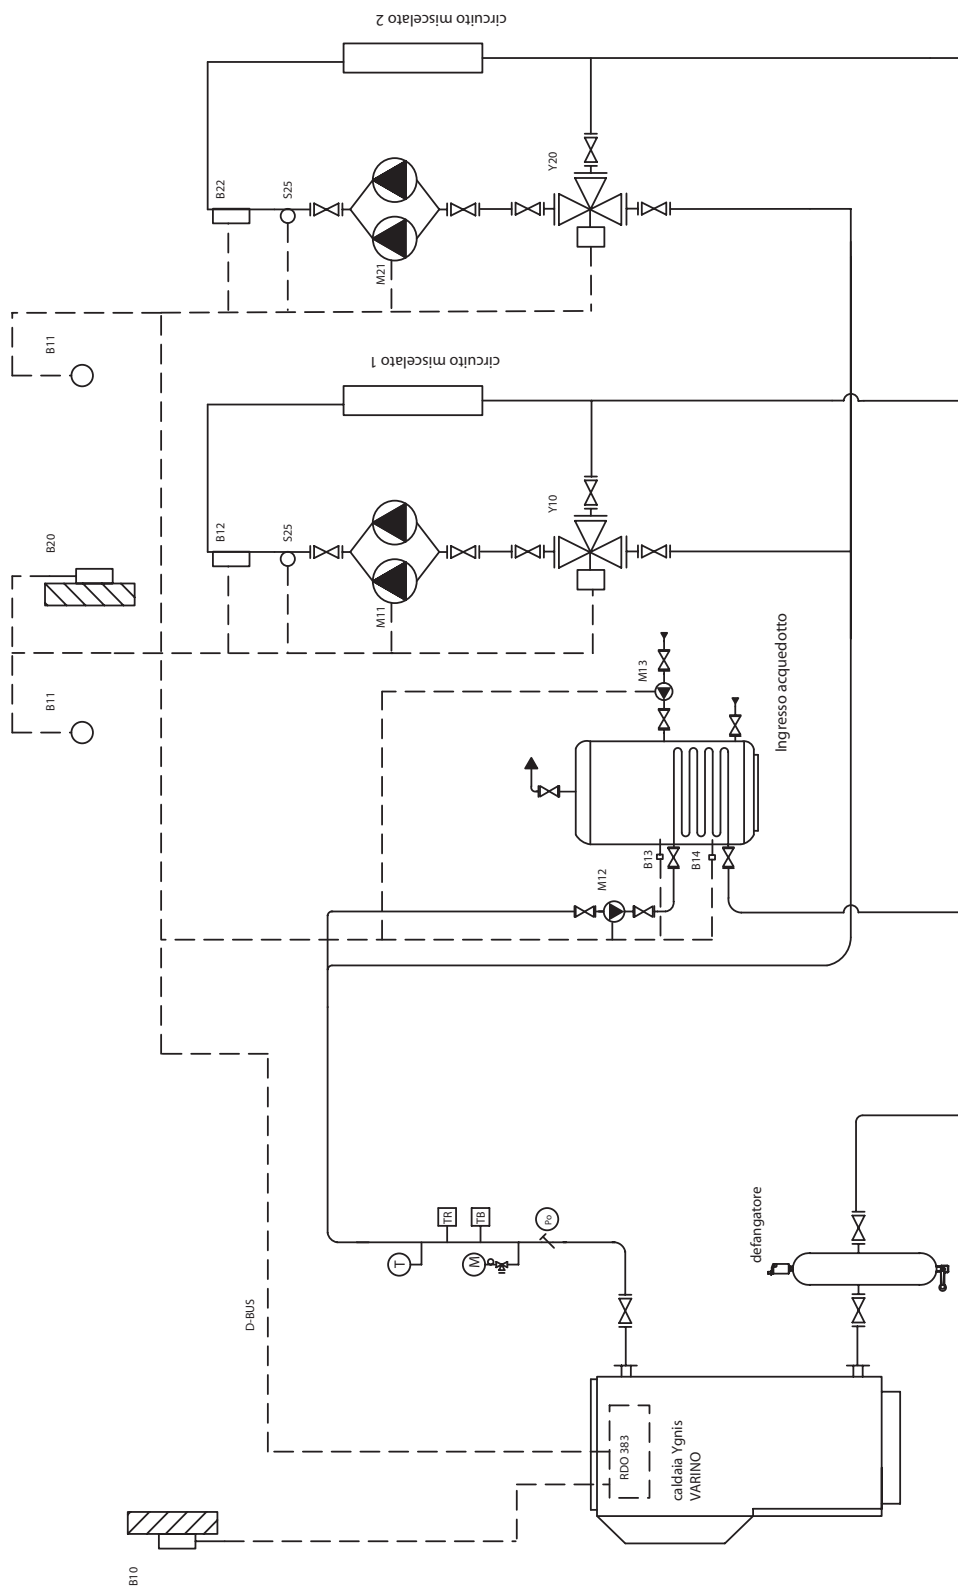 circuito miscelato 2
B22
S25
M21
Y20
B11
circuito miscelato 1
B12
S25
M11
Y10
B20
B11
M13
Ingresso acquedotto
M12
B13
B14
D-BUS
T
TR
M
TB
Po
defangatore
RDO 383
caldaia Ygnis
VARINO
B10